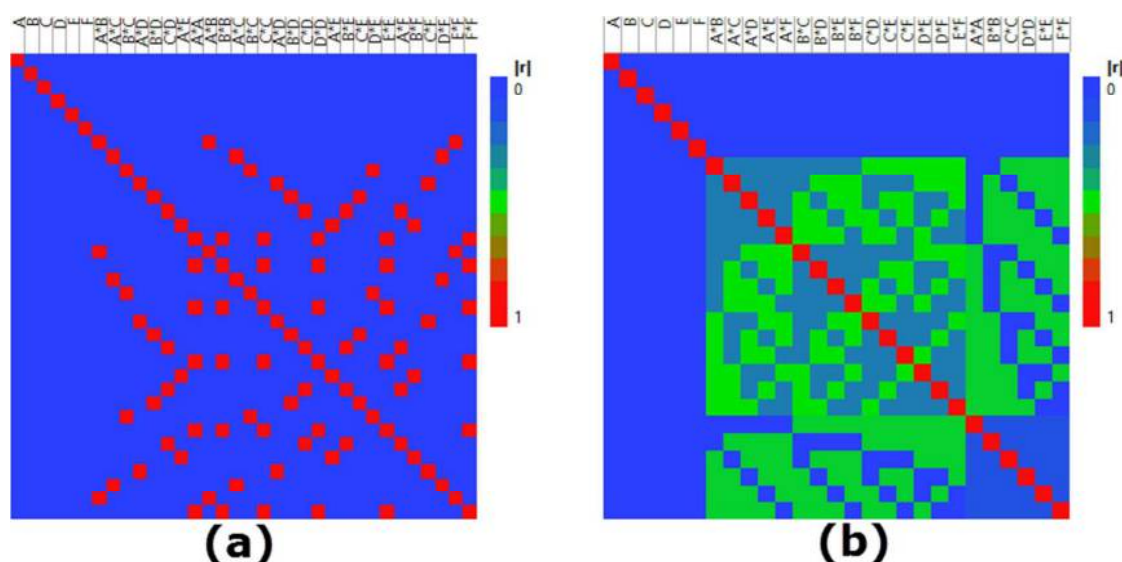 A B C D E F A*B A*C B*C A*D B*D C*D A*E A*A A*B B*B A*C B*C C*C A*D B*D C*D D*D A*E B*E C*E D*E E*E A*F B*F C*F D*F E*F F*F
|r|
0
1
(a)
A B C D E F A*B A*C A*D A*E A*F B*C B*D B*E B*F C*D C*E C*F D*E D*F E*F A*A B*B C*C D*D E*E F*F
|r|
0
1
(b)